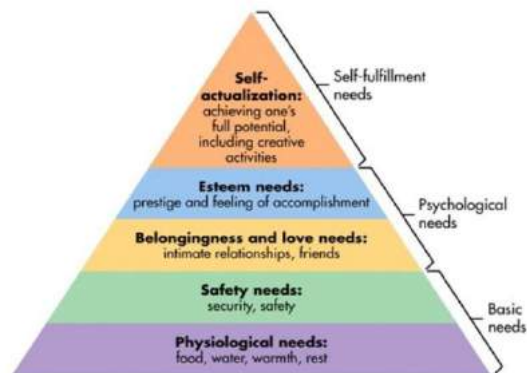 Self-
actualization:
achieving one's
full potential,
including creative
activities
Self-fulfillment
needs
Esteem needs:
prestige and feeling of accomplishment
Belongingness and love needs:
intimate relationships, friends
Psychological
needs
Safety needs:
security, safety
Physiological needs:
food, water, warmth, rest
Basic
needs